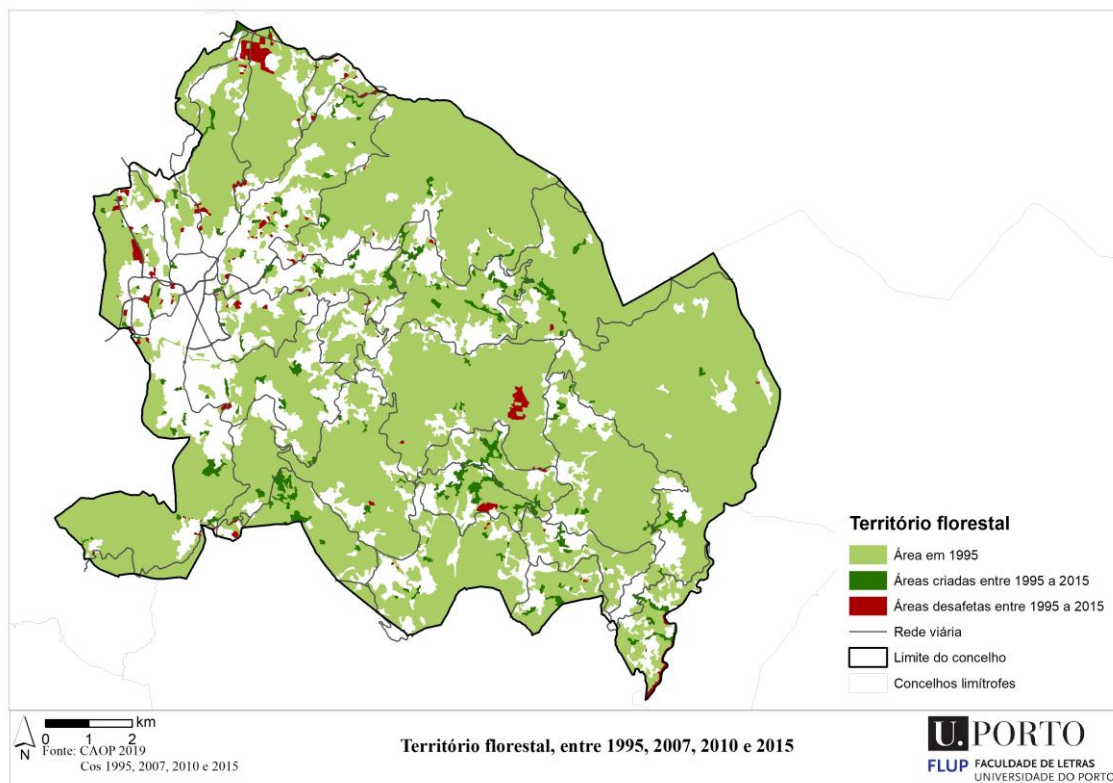 Território florestal
Área em 1995
Áreas criadas entre 1995 a 2015
Áreas desafetas entre 1995 a 2015
Rede viária
Limite do concelho
Concelhos limítrofes
N
km
0 1 2
Fonte: CAOP 2019
Cos 1995, 2007, 2010 e 2015
Território florestal, entre 1995, 2007, 2010 e 2015
U. PORTO
FLUP FACULDADE DE LETRAS
UNIVERSIDADE DO PORTO